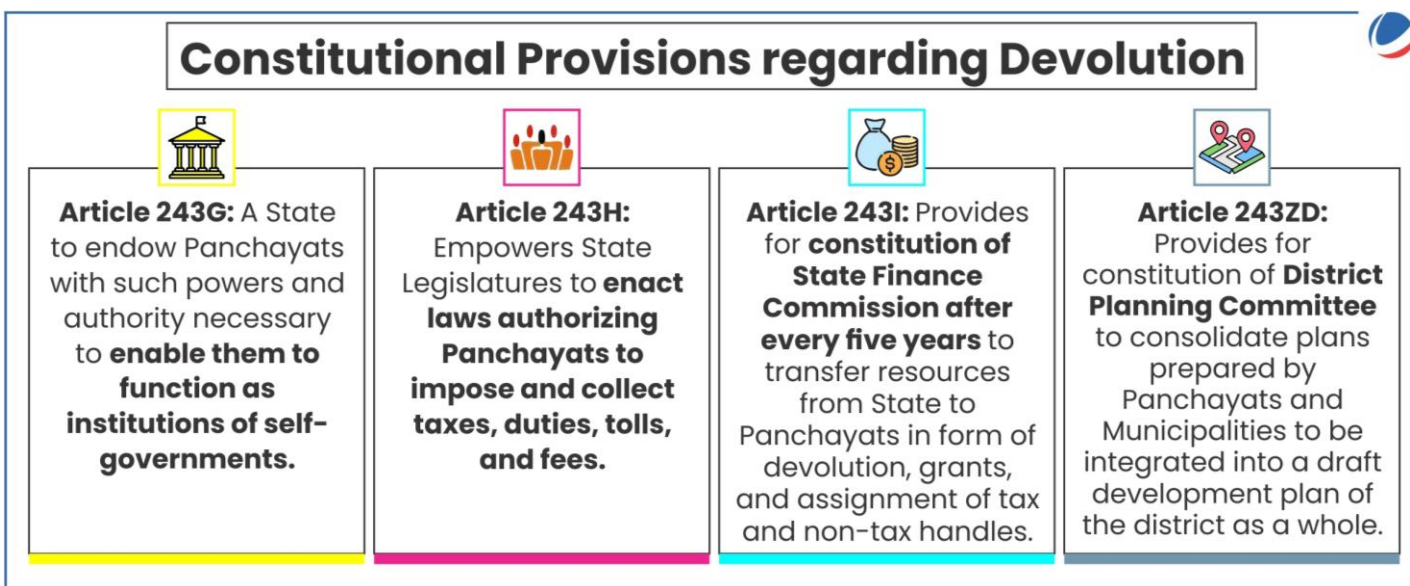 Constitutional Provisions regarding Devolution
Article 243G: A State
to endow Panchayats
with such powers and
authority necessary
to enable them to
function as
institutions of self-
governments.
Article 243H:
Empowers State
Legislatures to enact
laws authorizing
Panchayats to
impose and collect
taxes, duties, tolls,
and fees.
Article 243I: Provides
for constitution of
State Finance
Commission after
every five years to
transfer resources
from State to
Panchayats in form of
devolution, grants,
and assignment of tax
and non-tax handles.
Article 243ZD:
Provides for
constitution of District
Planning Committee
to consolidate plans
prepared by
Panchayats and
Municipalities to be
integrated into a draft
development plan of
the district as a whole.